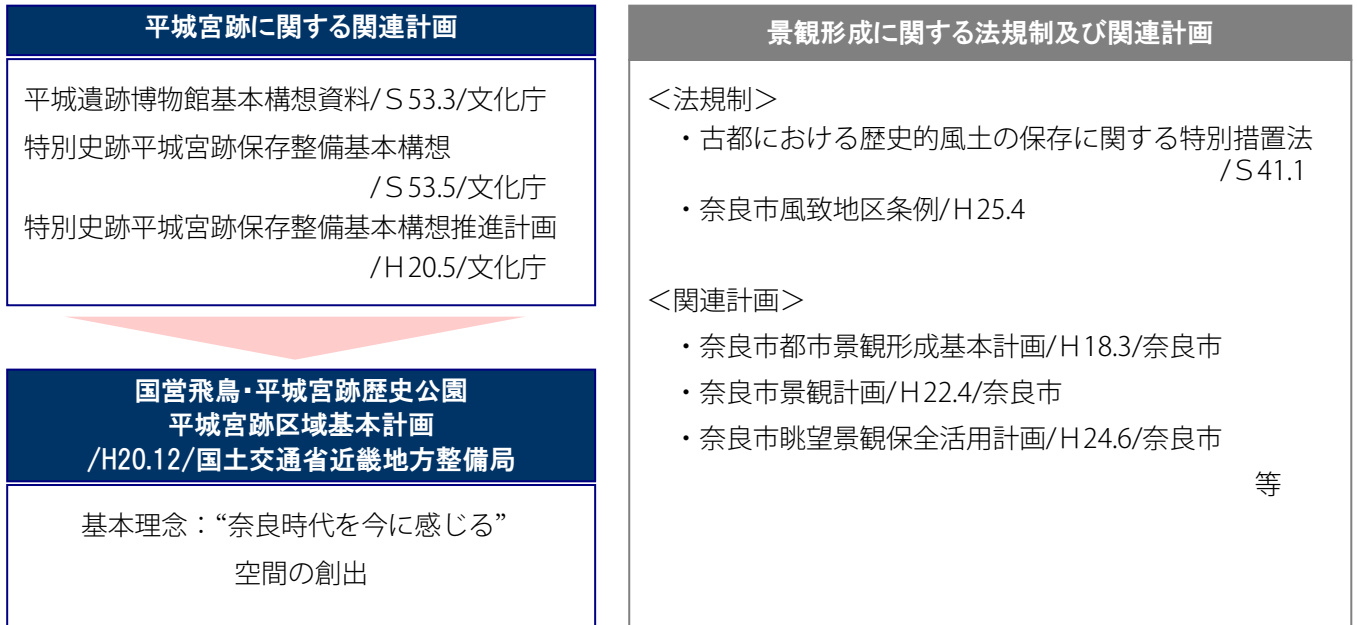 平城宮跡に関する関連計画
平城遺跡博物館基本構想資料/Ｓ53.3/文化庁
特別史跡平城宮跡保存整備基本構想
/Ｓ53.5/文化庁
特別史跡平城宮跡保存整備基本構想推進計画
/Ｈ20.5/文化庁
国営飛鳥・平城宮跡歴史公園
平城宮跡区域基本計画
/H20.12/国土交通省近畿地方整備局
基本理念：“奈良時代を今に感じる”
空間の創出
景観形成に関する法規制及び関連計画
＜法規制＞
・古都における歴史的風土の保存に関する特別措置法
/Ｓ41.1
・奈良市風致地区条例/Ｈ25.4
＜関連計画＞
・奈良市都市景観形成基本計画/Ｈ18.3/奈良市
・奈良市景観計画/Ｈ22.4/奈良市
・奈良市眺望景観保全活用計画/Ｈ24.6/奈良市
等